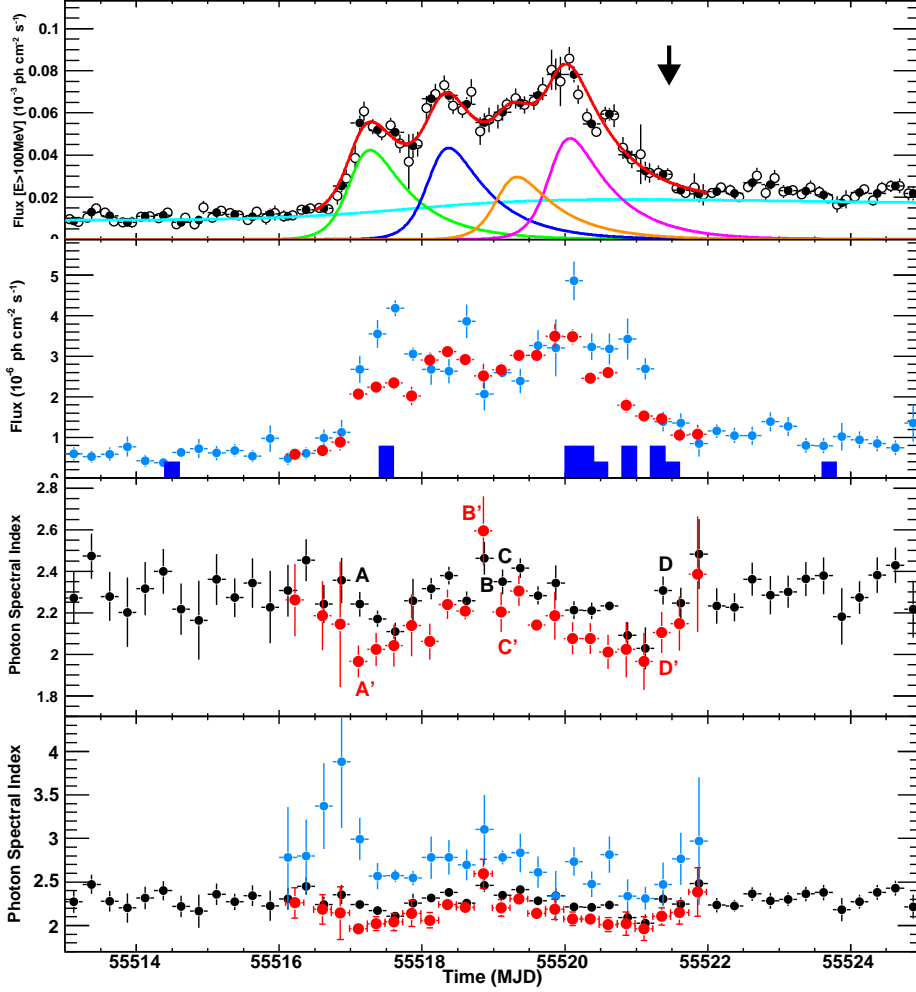 Flux [E>100MeV] (10⁻³ ph cm⁻² s⁻¹)
0.1
0.08
0.06
0.04
0.02
0
Flux (10⁻⁶ ph cm⁻² s⁻¹)
5
4
3
2
1
0
Photon Spectral Index
2.8
2.6
2.4
2.2
2
1.8
A
B
C
D
A'
B'
C'
D'
Photon Spectral Index
4
3.5
3
2.5
2
55514
55516
55518
55520
55522
55524
Time (MJD)